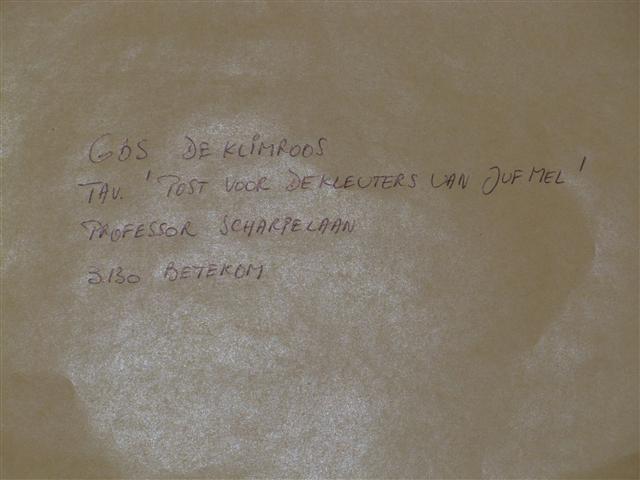 GBS DE KLIMROOS
TAV. 'POST VOOR DE KLEUTERS VAN JUF MEL'
PROFESSOR SCHARPELAAN
3130 BETEKOM